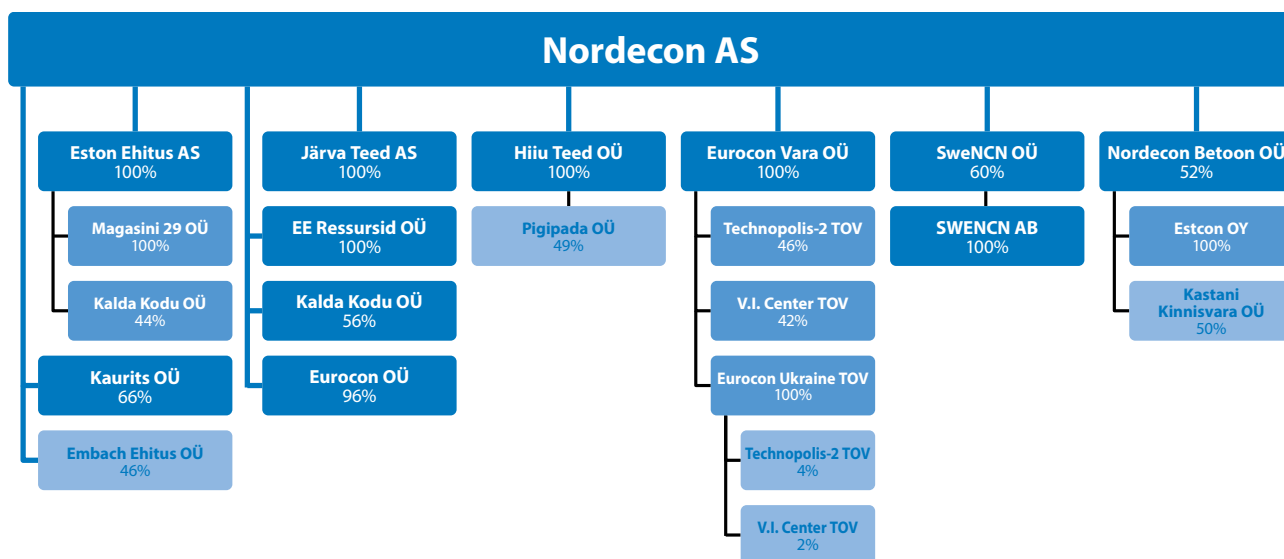 Nordecon AS
Eston Ehitus AS
100%
Magasini 29 OÜ
100%
Kalda Kodu OÜ
44%
Kaurits OÜ
66%
Embach Ehitus OÜ
46%
Järva Teed AS
100%
EE Ressursid OÜ
100%
Kalda Kodu OÜ
56%
Eurocon OÜ
96%
Hiiu Teed OÜ
100%
Pigipada OÜ
49%
Eurocon Vara OÜ
100%
Technopolis-2 TOV
46%
V.I. Center TOV
42%
Eurocon Ukraine TOV
100%
Technopolis-2 TOV
4%
V.I. Center TOV
2%
SweNCN OÜ
60%
SWENCN AB
100%
Nordecon Betoon OÜ
52%
Estcon OY
100%
Kastani
Kinnisvara OÜ
50%